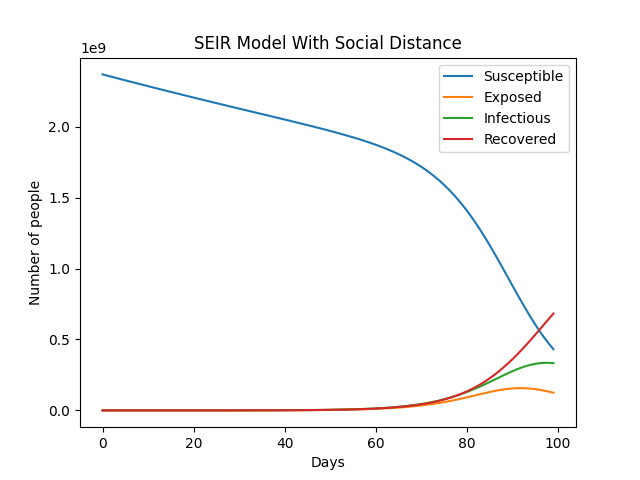 SEIR Model With Social Distance
1e9
Susceptible
Exposed
Infectious
Recovered
2.0
1.5
1.0
0.5
0.0
Number of people
0 20 40 60 80 100
Days